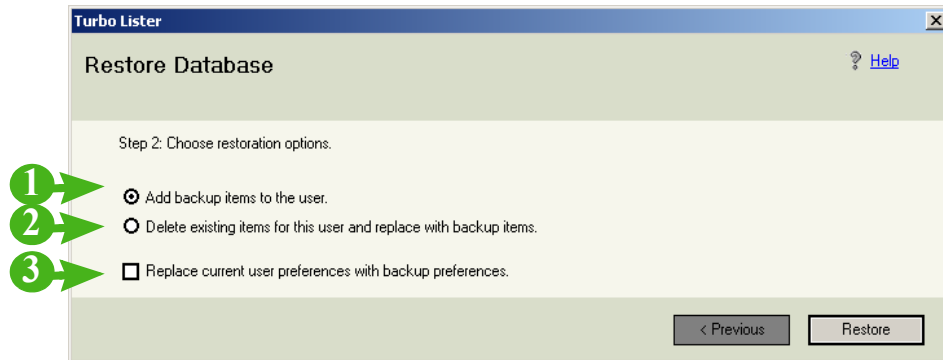 Turbo Lister
Restore Database
? Help
Step 2: Choose restoration options.
1
Add backup items to the user.
2
Delete existing items for this user and replace with backup items.
3
Replace current user preferences with backup preferences.
< Previous
Restore